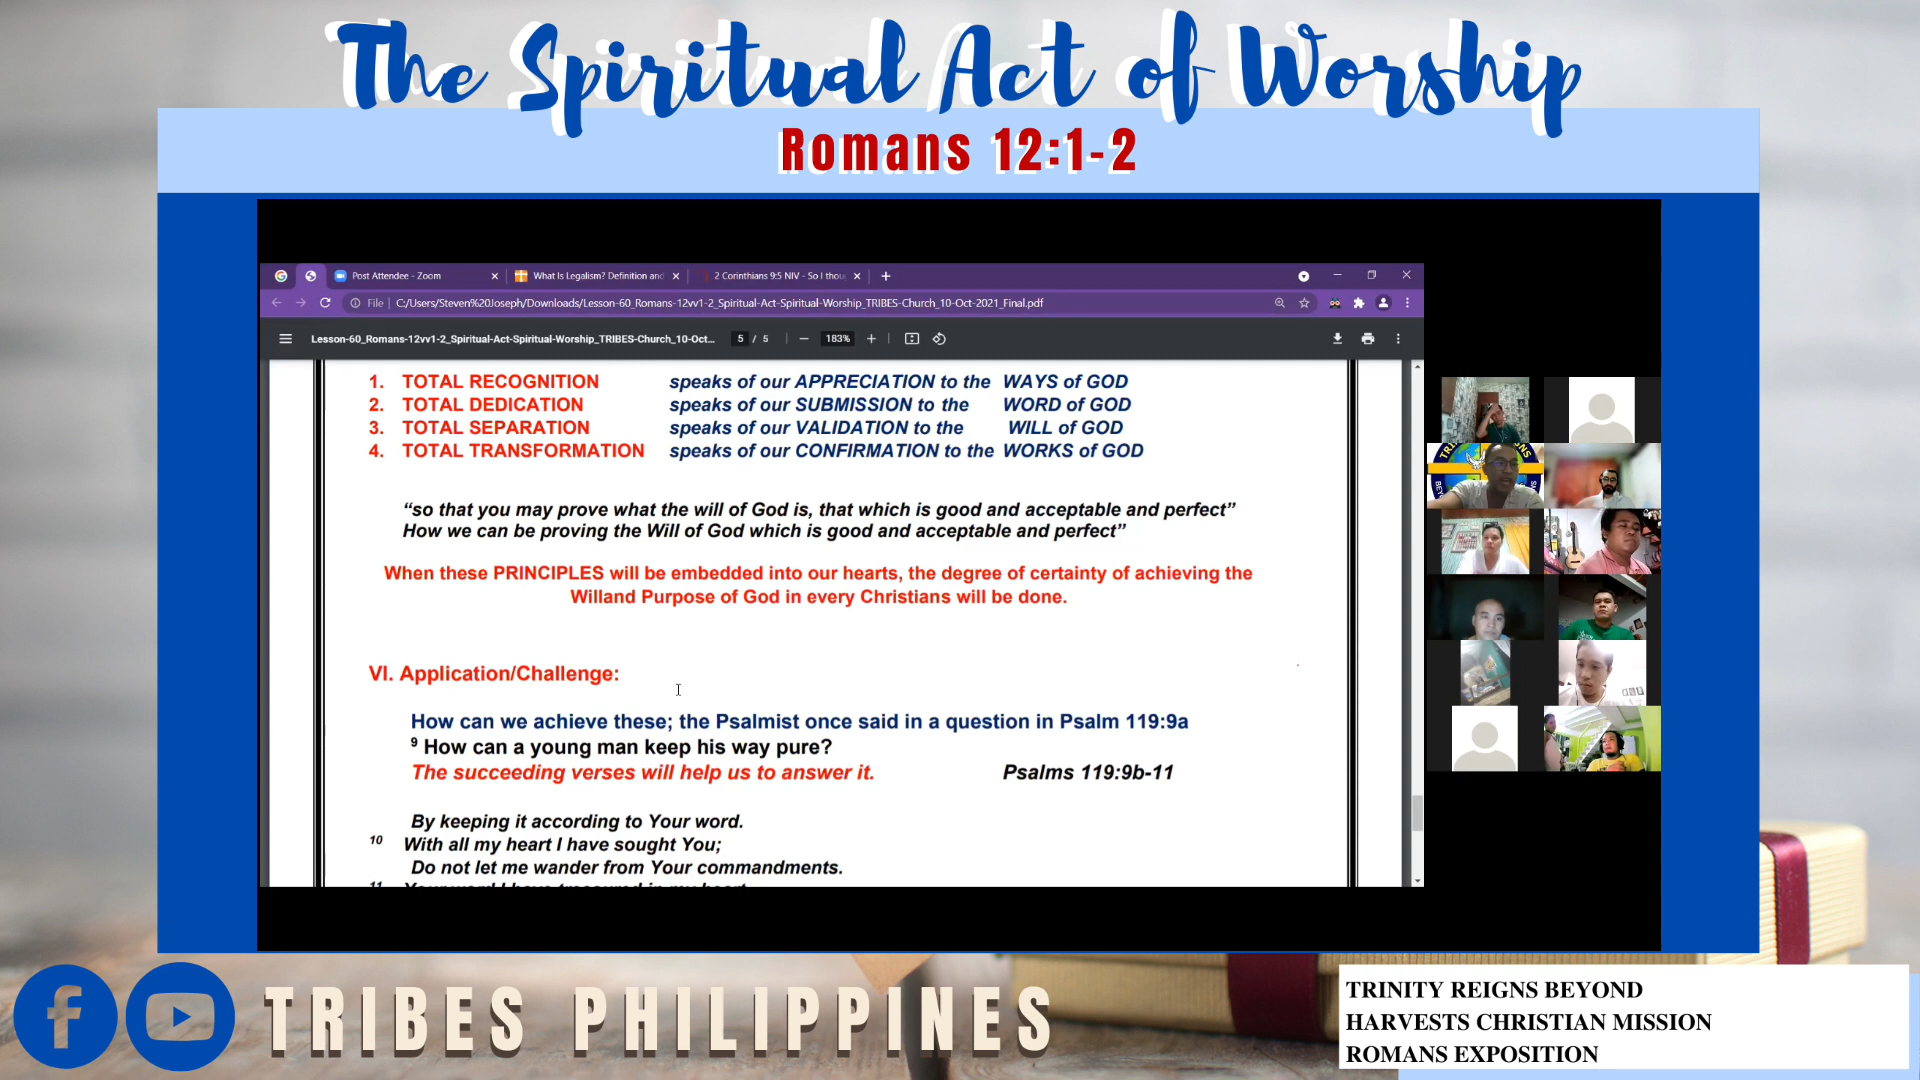 The Spiritual Act of Worship
Romans 12:1-2
Post Attendee - Zoom
What Is Legalism? Definition and
2 Corinthians 9:5 NIV - So I thou
File | C:/Users/Steven%20Joseph/Downloads/Lesson-60_Romans-12vv1-2_Spiritual-Act-Spiritual-Worship_TRIBES-Church_10-Oct-2021_Final.pdf
Lesson-60_Romans-12vv1-2_Spiritual-Act-Spiritual-Worship_TRIBES-Church_10-Oct... 5 / 5 183%
1. TOTAL RECOGNITION speaks of our APPRECIATION to the WAYS of GOD
2. TOTAL DEDICATION speaks of our SUBMISSION to the WORD of GOD
3. TOTAL SEPARATION speaks of our VALIDATION to the WILL of GOD
4. TOTAL TRANSFORMATION speaks of our CONFIRMATION to the WORKS of GOD
“so that you may prove what the will of God is, that which is good and acceptable and perfect”
How we can be proving the Will of God which is good and acceptable and perfect”
When these PRINCIPLES will be embedded into our hearts, the degree of certainty of achieving the
Willand Purpose of God in every Christians will be done.
VI. Application/Challenge:
How can we achieve these; the Psalmist once said in a question in Psalm 119:9a
9 How can a young man keep his way pure?
The succeeding verses will help us to answer it. Psalms 119:9b-11
By keeping it according to Your word.
10 With all my heart I have sought You;
Do not let me wander from Your commandments.
11 Your word I have treasured in my heart
TRIBES PHILIPPINES
TRINITY REIGNS BEYOND
HARVESTS CHRISTIAN MISSION
ROMANS EXPOSITION